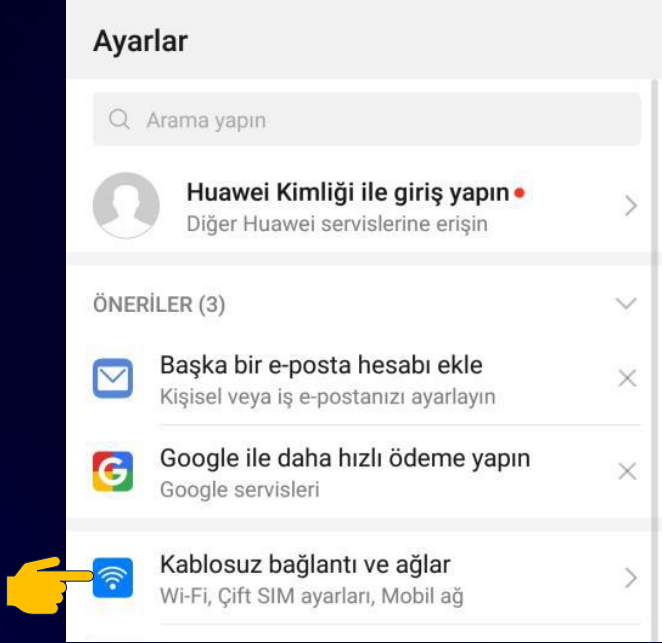 Ayarlar
Arama yapın
Huawei Kimliği ile giriş yapın
Diğer Huawei servislerine erişin
ÖNERİLER (3)
Başka bir e-posta hesabı ekle
Kişisel veya iş e-postanızı ayarlayın
Google ile daha hızlı ödeme yapın
Google servisleri
Kablosuz bağlantı ve ağlar
Wi-Fi, Çift SIM ayarları, Mobil ağ